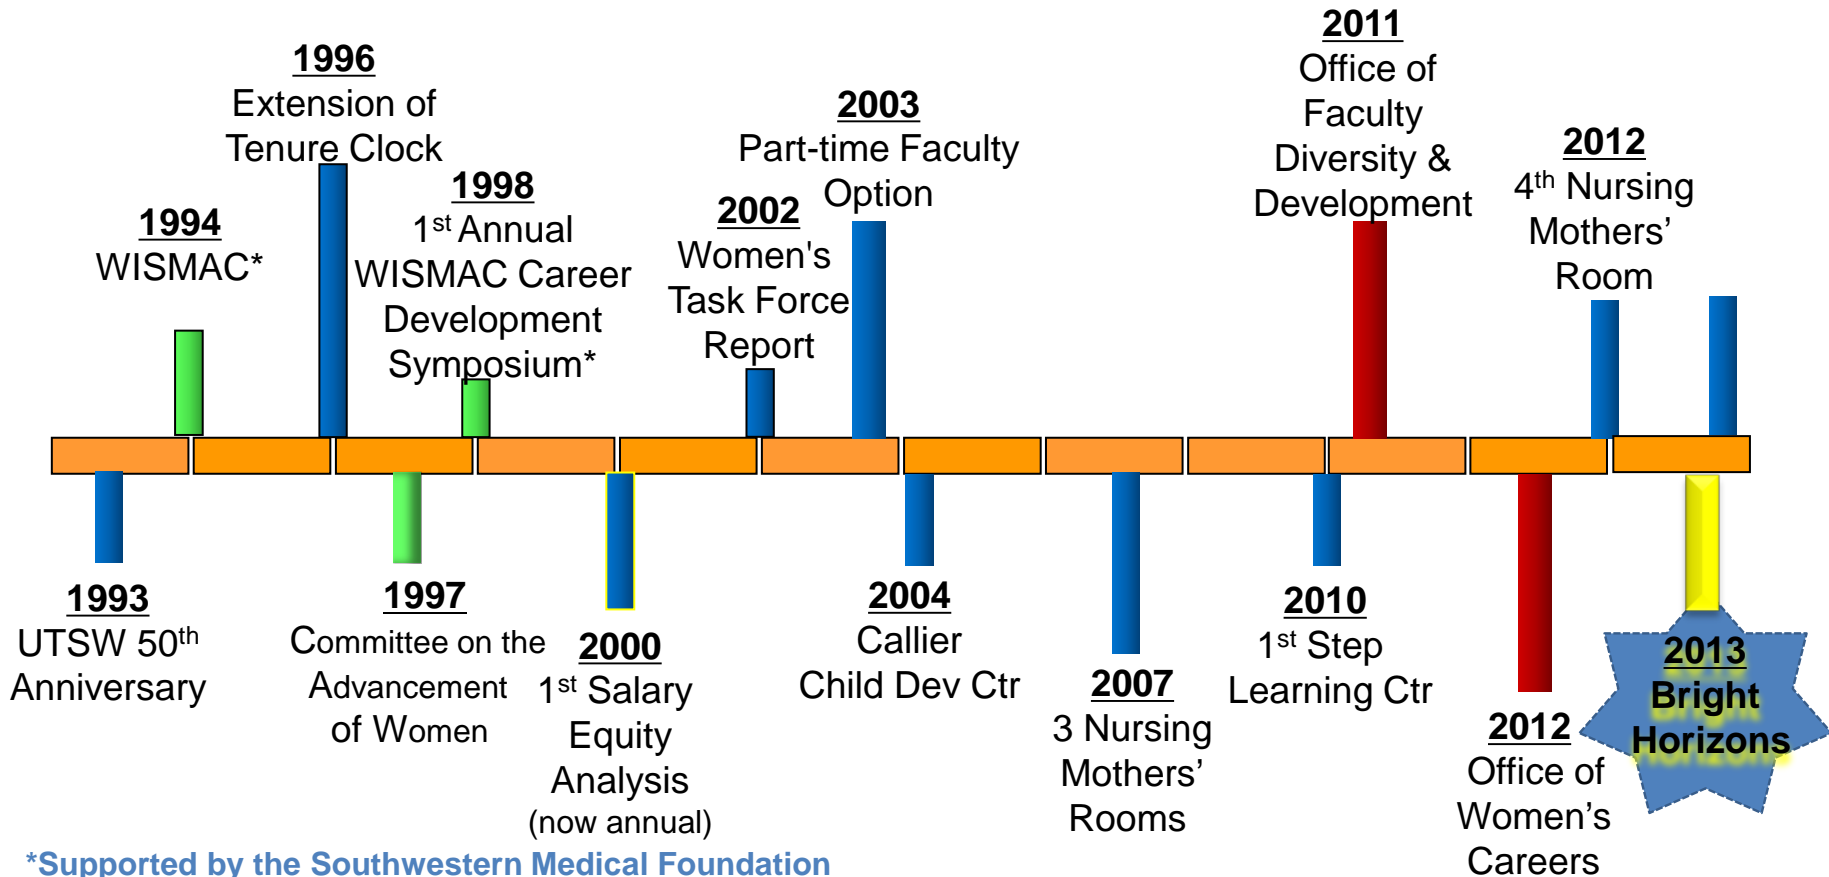 1993
UTSW 50th
Anniversary
1994
WISMAC*
1996
Extension of
Tenure Clock
1997
Committee on the
Advancement
of Women
1998
1st Annual
WISMAC Career
Development
Symposium*
2000
1st Salary
Equity
Analysis
(now annual)
2002
Women's
Task Force
Report
2003
Part-time Faculty
Option
2004
Callier
Child Dev Ctr
2007
3 Nursing
Mothers’
Rooms
2010
1st Step
Learning Ctr
2011
Office of
Faculty
Diversity &
Development
2012
Office of
Women’s
Careers
2012
4th Nursing
Mothers’
Room
2013
Bright
Horizons
*Supported by the Southwestern Medical Foundation